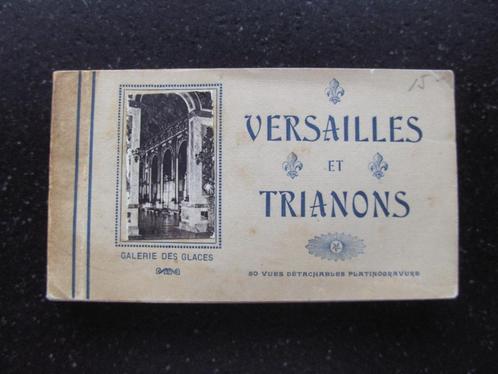 15-
VERSAILLES
ET
TRIANONS
GALERIE DES GLACES
20 VUES DÉTACHABLES PLATINOGRAVURE